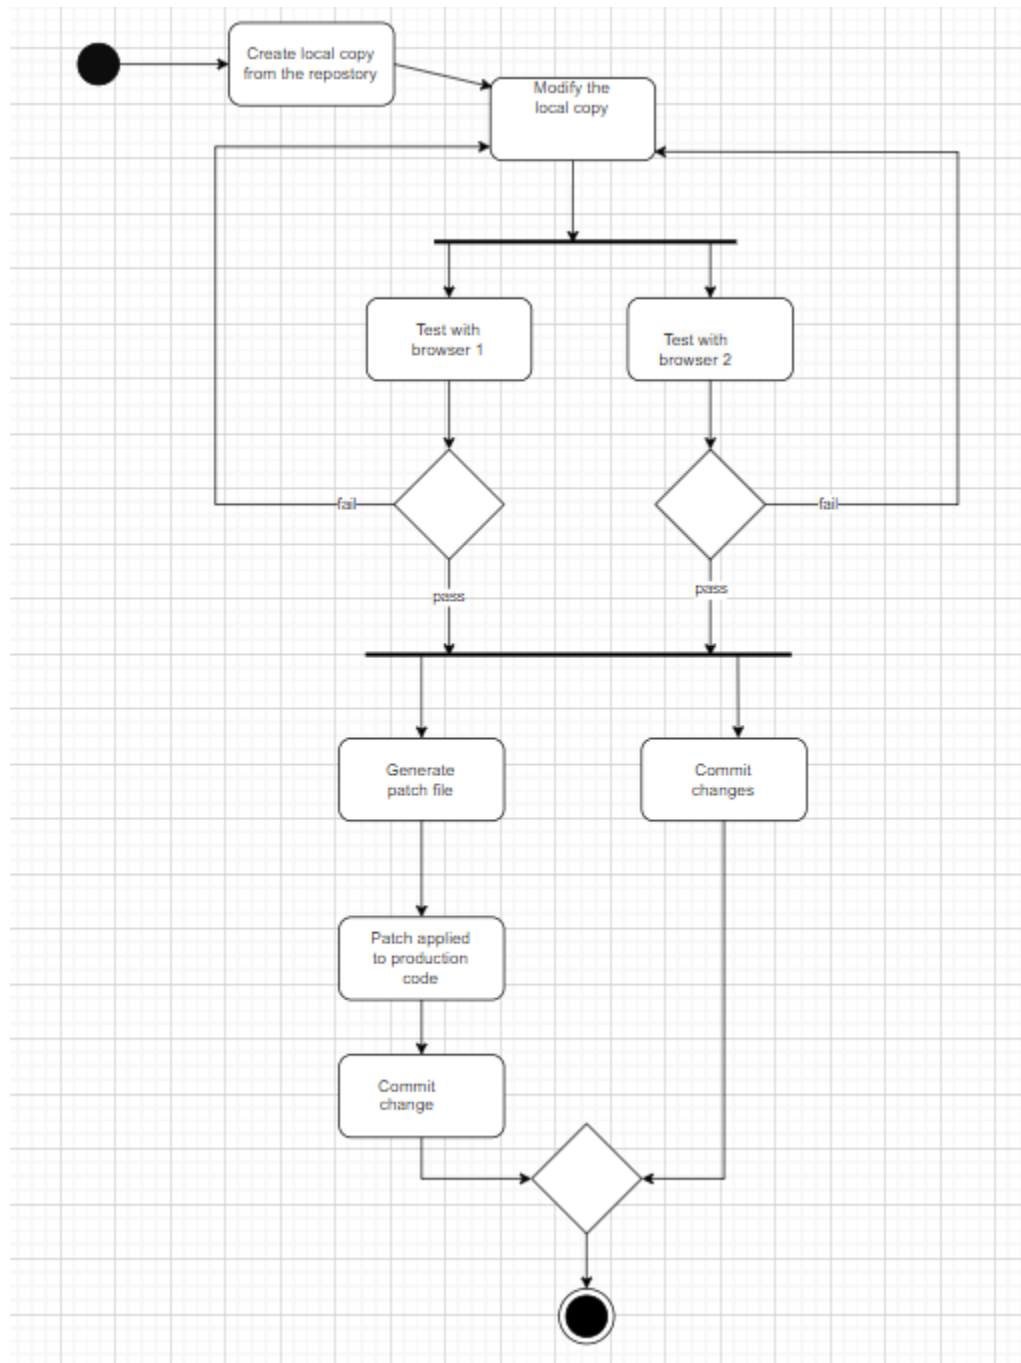 Create local copy
from the repostory
Modify the
local copy
Test with
browser 1
Test with
browser 2
fail
fail
pass
pass
Generate
patch file
Commit
changes
Patch applied
to production
code
Commit
change